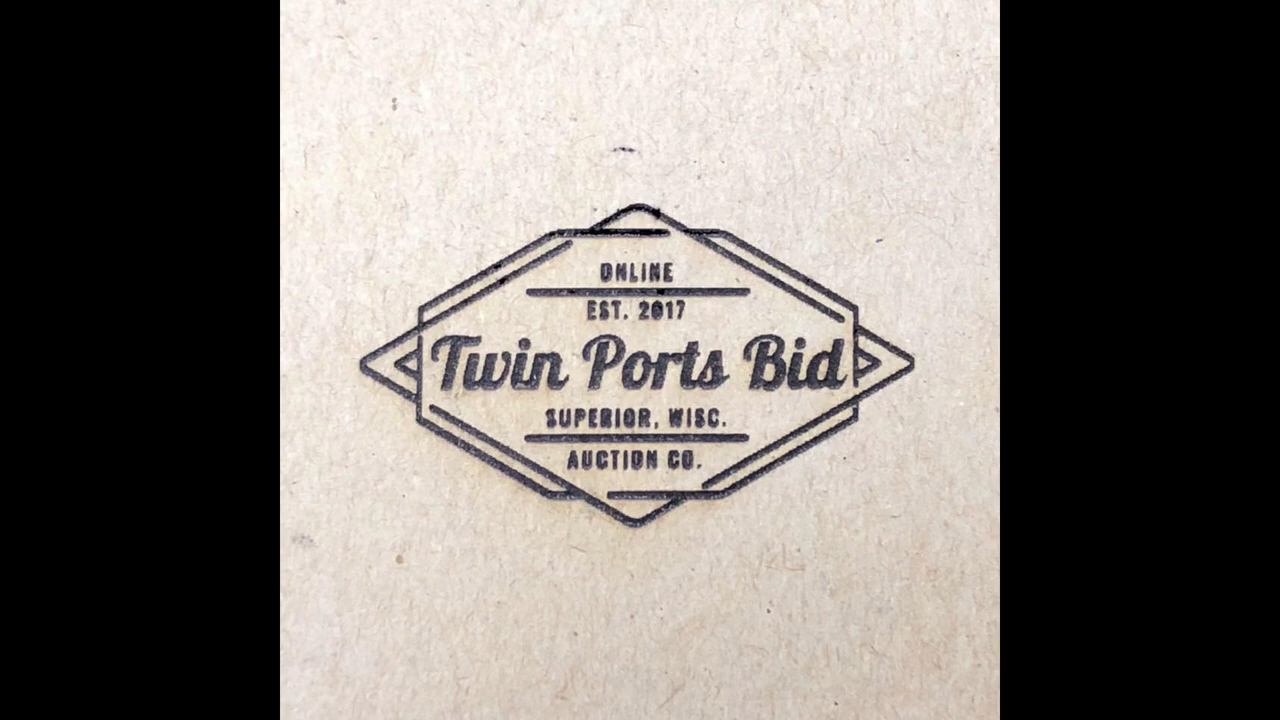 ONLINE
EST. 2017
Twin Ports Bid
SUPERIOR, WISC.
AUCTION CO.